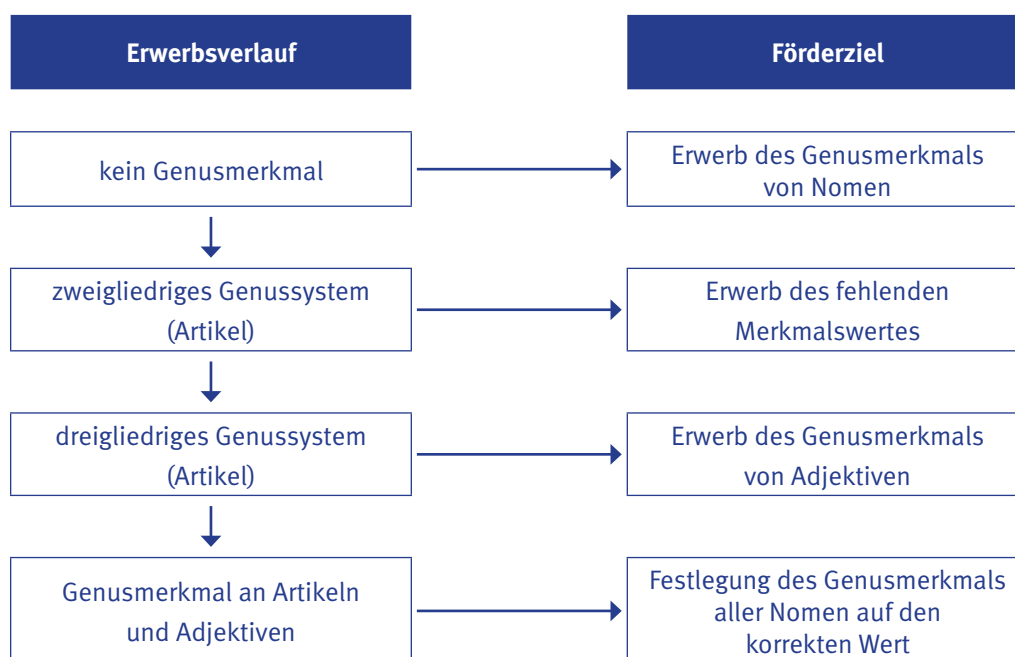 Erwerbsverlauf
Förderziel
kein Genusmerkmal
Erwerb des Genusmerkmals
von Nomen
zweigliedriges Genussystem
(Artikel)
Erwerb des fehlenden
Merkmalswertes
dreigliedriges Genussystem
(Artikel)
Erwerb des Genusmerkmals
von Adjektiven
Genusmerkmal an Artikeln
und Adjektiven
Festlegung des Genusmerkmals
aller Nomen auf den
korrekten Wert